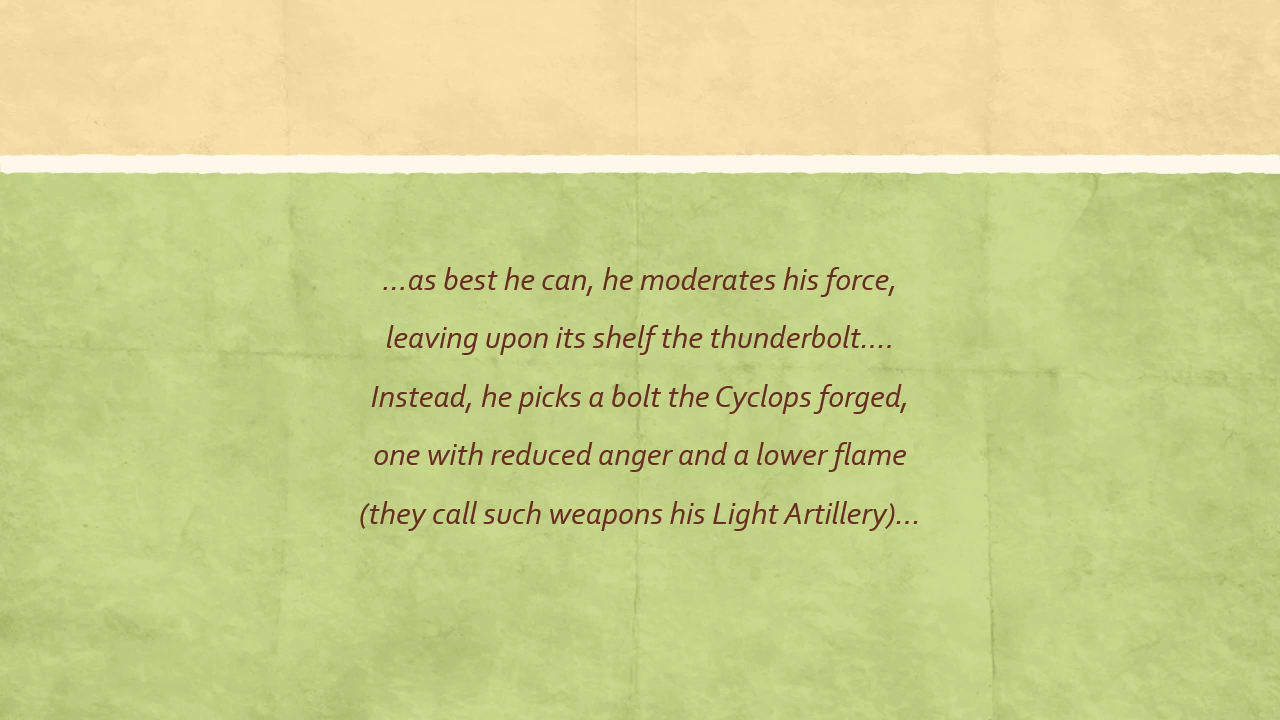 ...as best he can, he moderates his force,
leaving upon its shelf the thunderbolt....
Instead, he picks a bolt the Cyclops forged,
one with reduced anger and a lower flame
(they call such weapons his Light Artillery)...